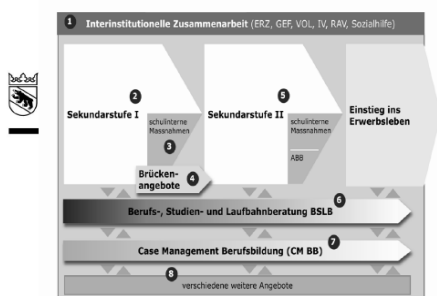 1 Interinstitutionelle Zusammenarbeit (ERZ, GEF, VOL, IV, RAV, Sozialhilfe)
2
Sekundarstufe I
schulinterne
Massnahmen
3
Brücken-
angebote
4
5
Sekundarstufe II
schulinterne
Massnahmen
ABB
Einstieg ins
Erwerbsleben
Berufs-, Studien- und Laufbahnberatung BSLB 6
Case Management Berufsbildung (CM BB) 7
8
verschiedene weitere Angebote